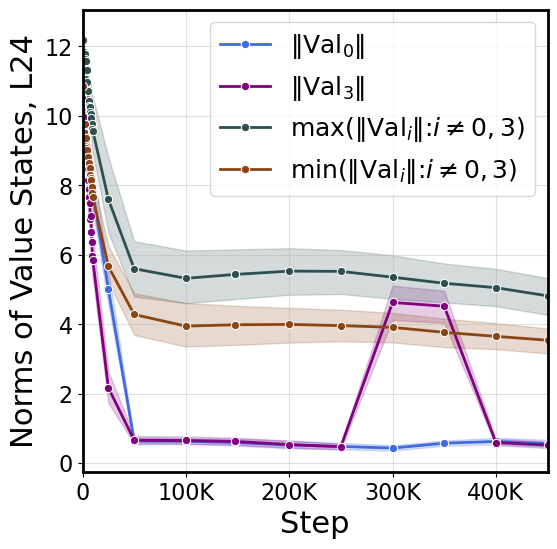 Norms of Value States, L24
12
10
8
6
4
2
0
‖Val₀‖
‖Val₃‖
max(‖Valᵢ‖:i ≠ 0, 3)
min(‖Valᵢ‖:i ≠ 0, 3)
0 100K 200K 300K 400K
Step